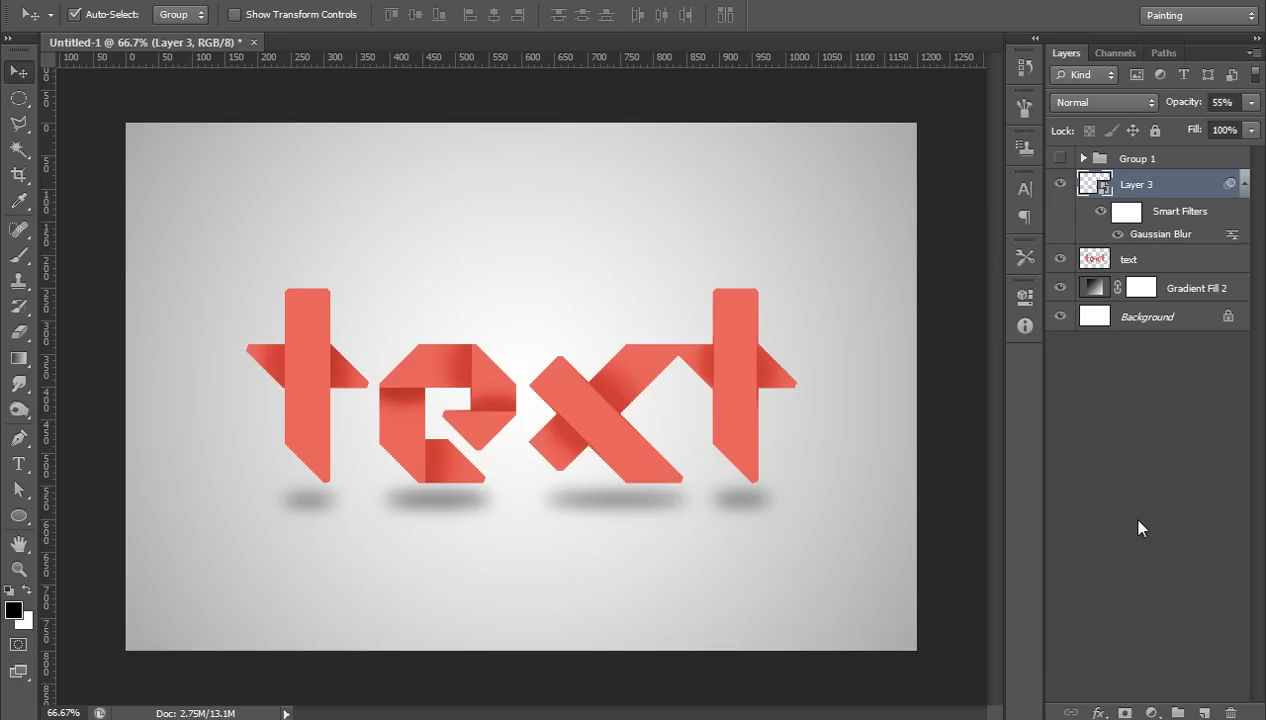 Auto-Select: Group Show Transform Controls Painting
Untitled-1 @ 66.7% (Layer 3, RGB/8) * ×
100 50 0 50 100 150 200 250 300 350 400 450 500 550 600 650 700 750 800 850 900 950 1000 1050 1100 1150 1200 1250
Layers Channels Paths
Kind
Normal Opacity: 55%
Lock: Fill: 100%
Group 1
Layer 3
Smart Filters
Gaussian Blur
text
Gradient Fill 2
Background
text
66.67% Doc: 2.75M/13.1M